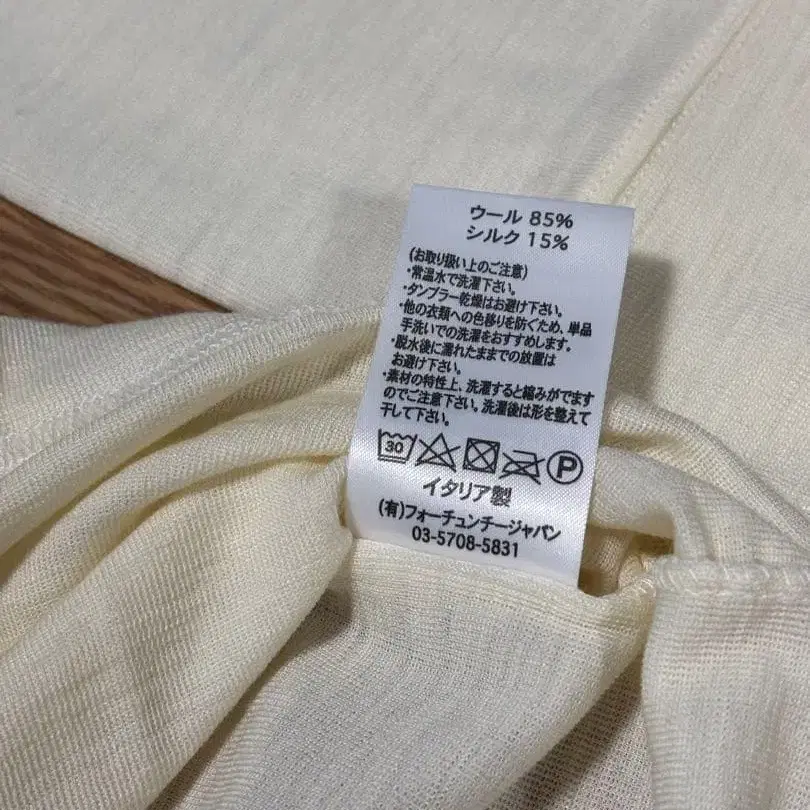 ウール 85%
シルク 15%
(お取り扱い上のご注意)
・常温水で洗濯下さい。
・タンブラー乾燥はお避け下さい。
・他の衣類への色移りを防ぐため、単品
手洗いでの洗濯をおすすめします。
・脱水後に濡れたままでの放置は
お避け下さい。
・素材の特性上、洗濯すると縮みがでます
のでご注意下さい。洗濯後は形を整えて
干して下さい。
30 P
イタリア製
(有)フォーチュンチージャパン
03-5708-5831